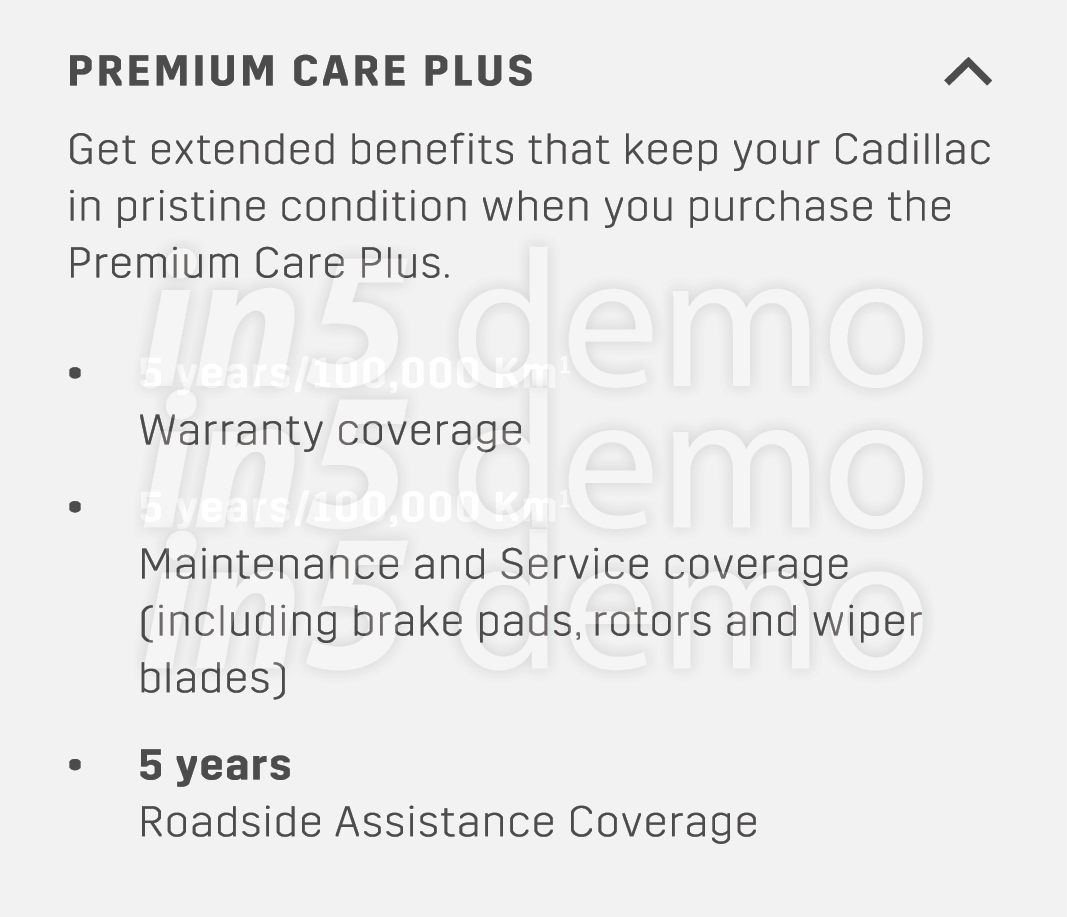 PREMIUM CARE PLUS
Get extended benefits that keep your Cadillac
in pristine condition when you purchase the
Premium Care Plus.
• 5 years/100,000 Km¹
Warranty coverage
• 5 years/100,000 Km¹
Maintenance and Service coverage
(including brake pads, rotors and wiper
blades)
• 5 years
Roadside Assistance Coverage
in5 demo
in5 demo
in5 demo